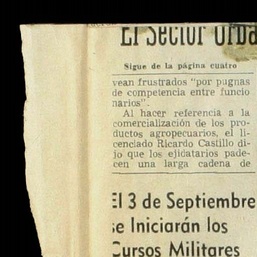 El Sector Urba
Sigue de la página cuatro
vean frustrados "por pugnas
de competencia entre funcio
narios".
Al hacer referencia a la
comercialización de los pro-
ductos agropecuarios, el li-
cenciado Ricardo Castillo di-
jo que los ejidatarios pade-
cen una larga cadena de
El 3 de Septiembre
se Iniciarán los
Cursos Militares